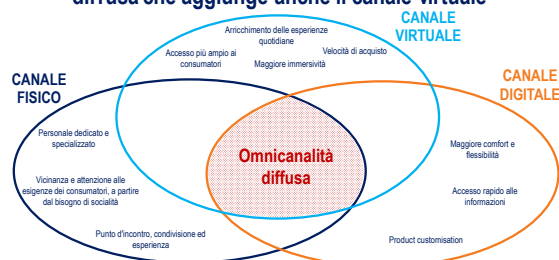 diffusa che aggiunge anche il canale virtuale
CANALE
VIRTUALE
Arricchimento delle esperienze
quotidiane
Accesso più ampio ai
consumatori
Velocità di acquisto
Maggiore immersività
CANALE
FISICO
CANALE
DIGITALE
Personale dedicato e
specializzato
Vicinanza e attenzione alle
esigenze dei consumatori, a partire
dal bisogno di socialità
Punto d'incontro, condivisione ed
esperienza
Omnicanalità
diffusa
Maggiore comfort e
flessibilità
Accesso rapido alle
informazioni
Product customisation